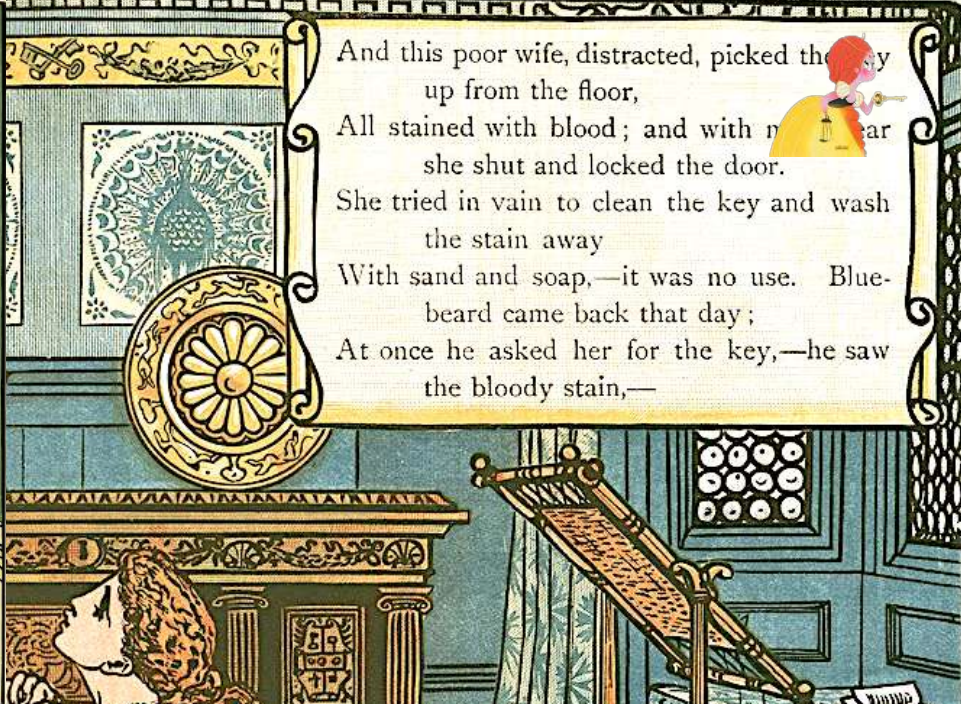 And this poor wife, distracted, picked the
up from the floor,
All stained with blood; and with
she shut and locked the door.
She tried in vain to clean the key and wash
the stain away
With sand and soap,—it was no use. Blue-
beard came back that day;
At once he asked her for the key,—he saw
the bloody stain,—